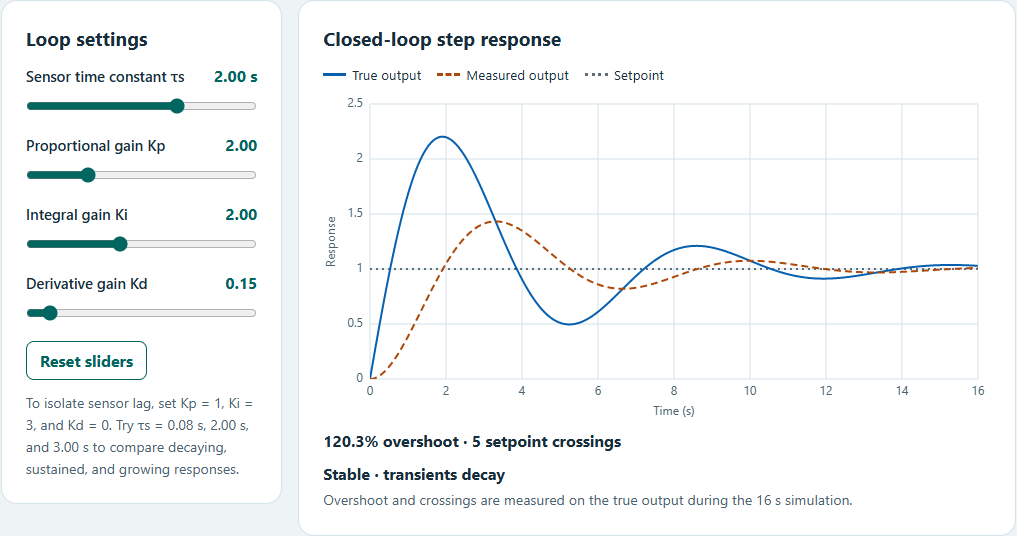 Loop settings
Sensor time constant τs 2.00 s
Proportional gain Kp 2.00
Integral gain Ki 2.00
Derivative gain Kd 0.15
Reset sliders
To isolate sensor lag, set Kp = 1, Ki =
3, and Kd = 0. Try τs = 0.08 s, 2.00 s,
and 3.00 s to compare decaying,
sustained, and growing responses.
Closed-loop step response
True output Measured output Setpoint
2.5
2
1.5
1
0.5
0
Response
0 2 4 6 8 10 12 14 16
Time (s)
120.3% overshoot · 5 setpoint crossings
Stable · transients decay
Overshoot and crossings are measured on the true output during the 16 s simulation.